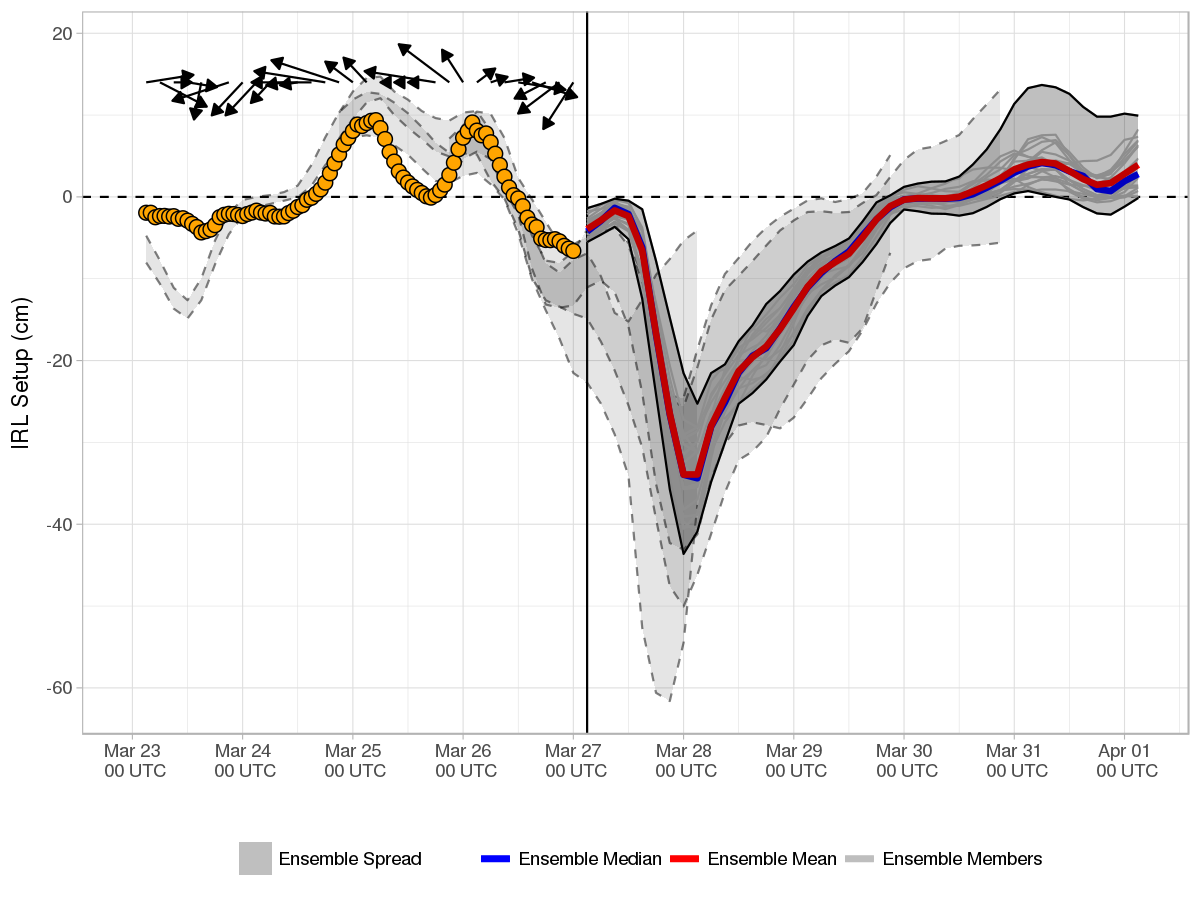 IRL Setup (cm)
20
0
-20
-40
-60
Mar 23 Mar 24 Mar 25 Mar 26 Mar 27 Mar 28 Mar 29 Mar 30 Mar 31 Apr 01
00 UTC 00 UTC 00 UTC 00 UTC 00 UTC 00 UTC 00 UTC 00 UTC 00 UTC 00 UTC
Ensemble Spread Ensemble Median Ensemble Mean Ensemble Members